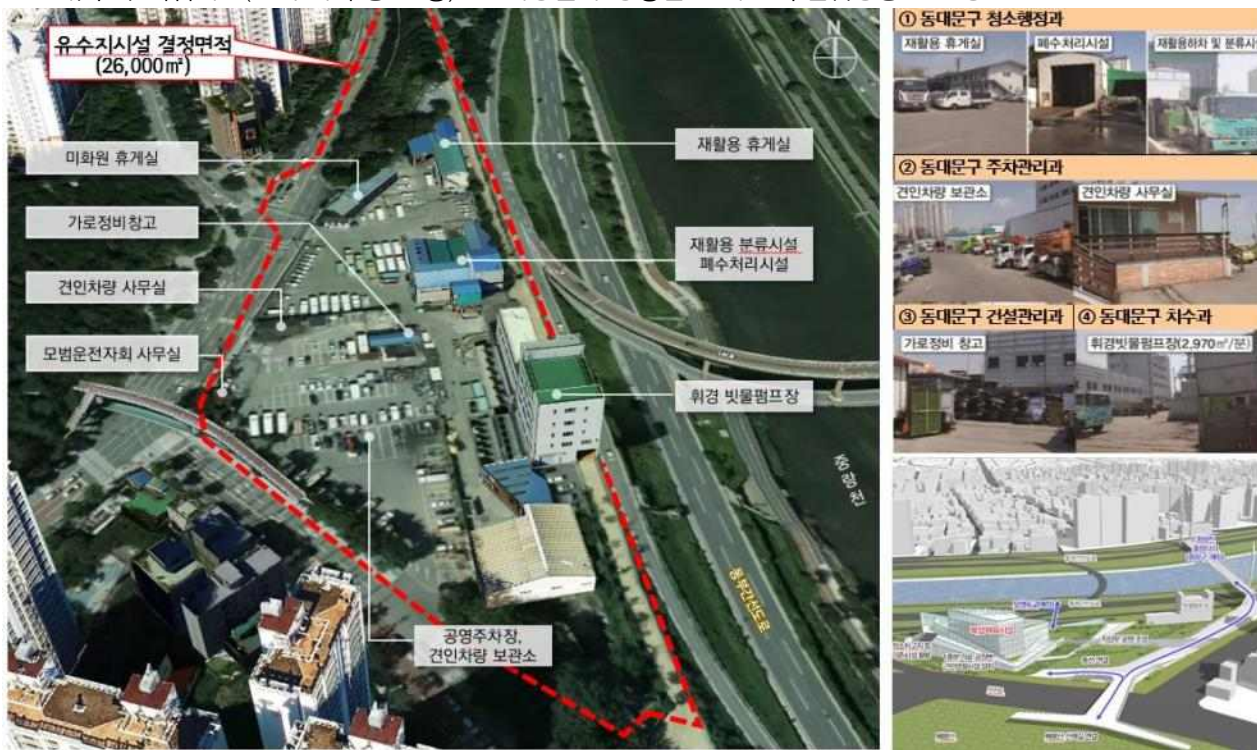 유수지시설 결정면적
(26,000㎡)
N
미화원 휴게실
가로정비창고
견인차량 사무실
모범운전자회 사무실
재활용 휴게실
재활용 분류시설
폐수처리시설
휘경 빗물펌프장
공영주차장,
견인차량 보관소
중랑천
동부간선도로
① 동대문구 청소행정과
재활용 휴게실
폐수처리시설
재활용하차 및 분류시
② 동대문구 주차관리과
견인차량 보관소
견인차량 사무실
③ 동대문구 건설관리과
④ 동대문구 치수과
가로정비 창고
휘경빗물펌프장(2,970㎥/분)